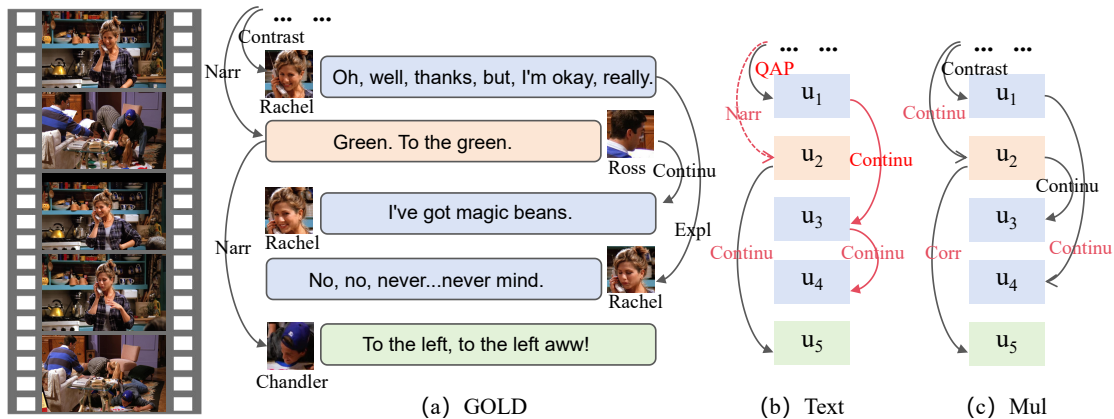 ... ...
Contrast
Narr
Oh, well, thanks, but, I'm okay, really.
Rachel
Green. To the green.
Ross
Continu
I've got magic beans.
Rachel
Narr
Expl
No, no, never...never mind.
Rachel
To the left, to the left aww!
Chandler
(a) GOLD
... ...
QAP
u1
Narr
u2
Continu
u3
Continu
Continu
u4
u5
(b) Text
... ...
Contrast
u1
Continu
u2
Continu
u3
Corr
Continu
u4
u5
(c) Mul